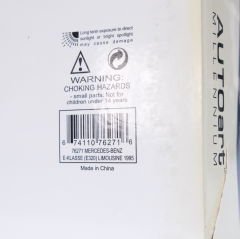 Long term exposure to direct
sunlight or bright spotlight
may cause damage
WARNING:
CHOKING HAZARDS
- small parts. Not for
children under 14 years
6 74110 76271 6
76271 MERCEDES-BENZ
E-KLASSE (E320) LIMOUSINE 1995
Made in China
AUTOart
MILLENNIUM